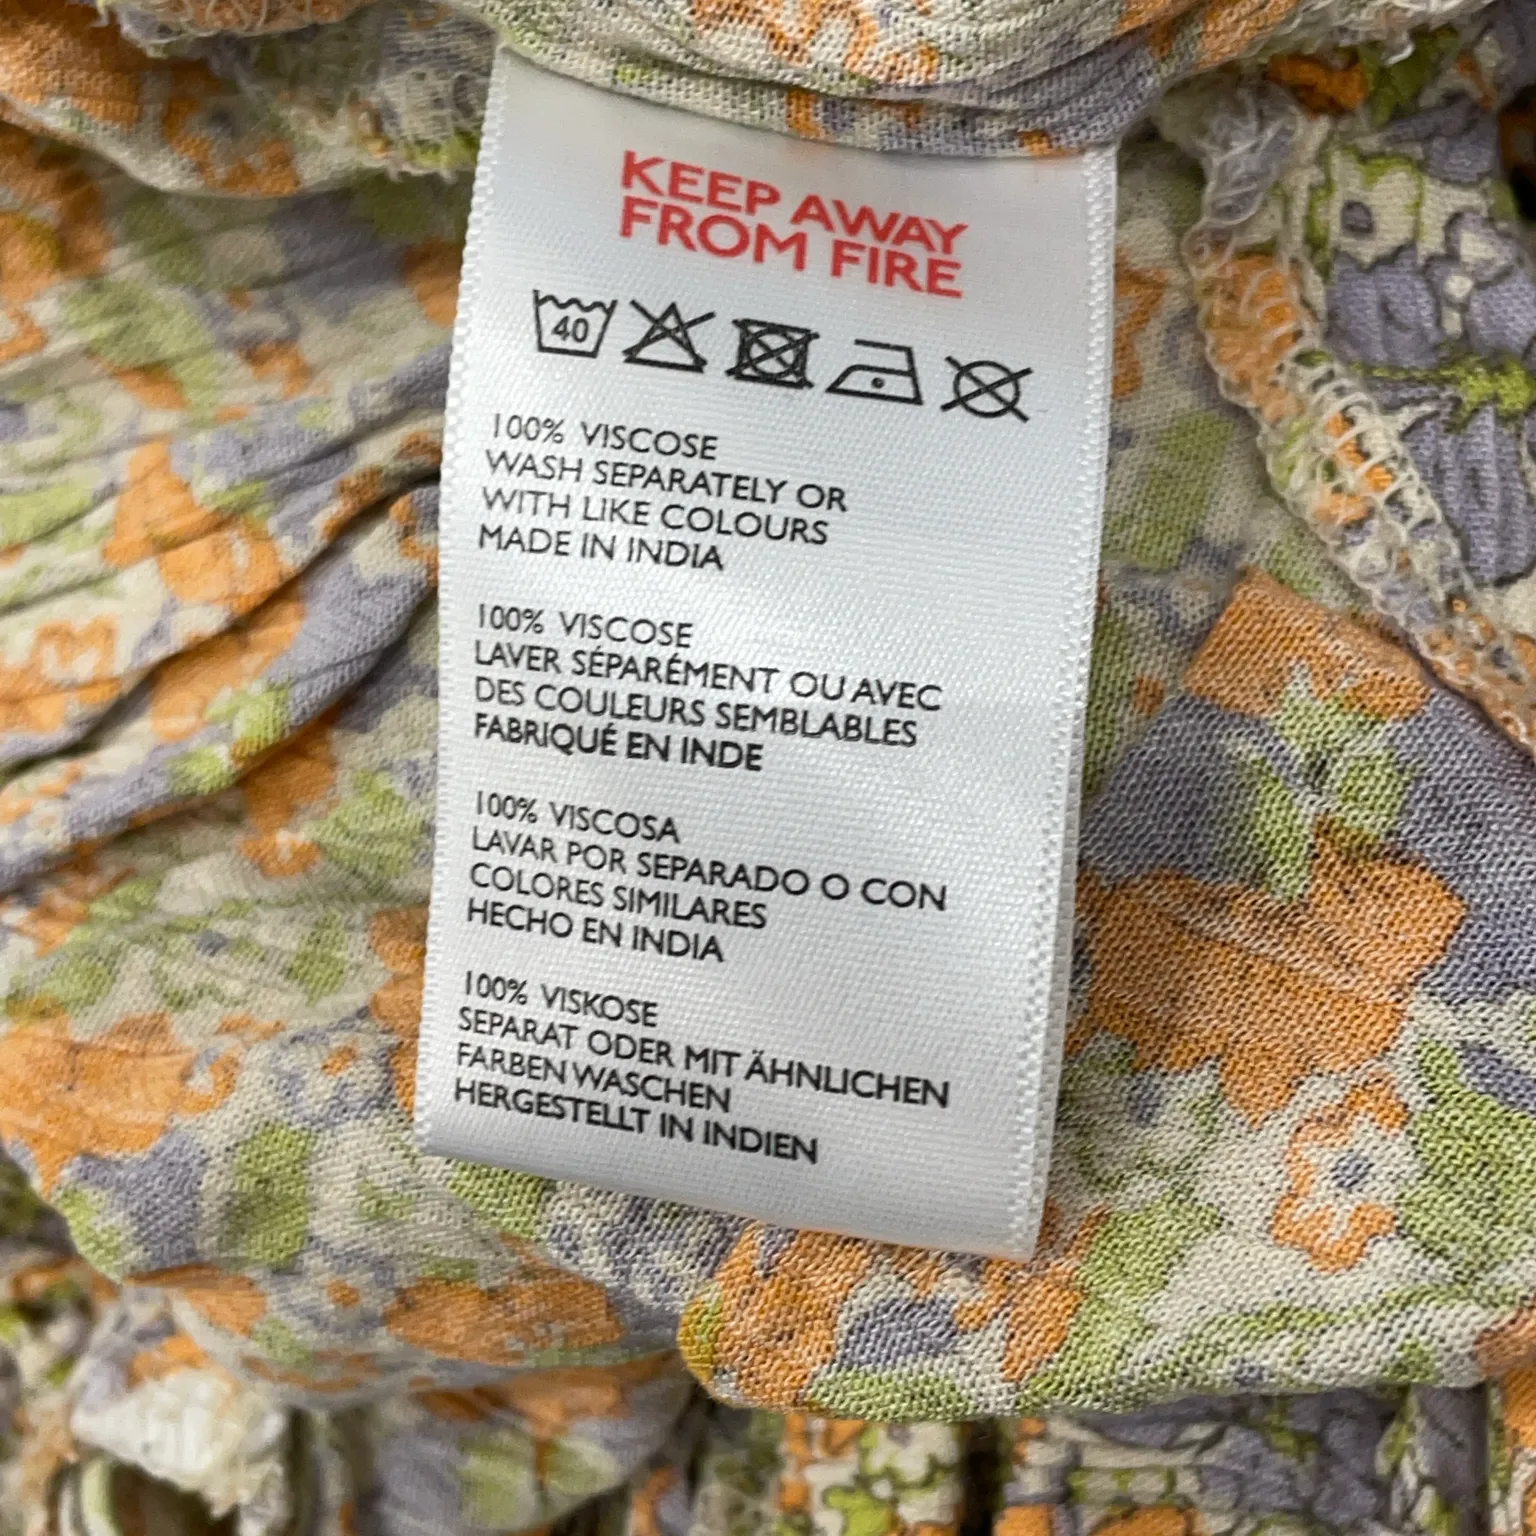 KEEP AWAY
FROM FIRE
40
100% VISCOSE
WASH SEPARATELY OR
WITH LIKE COLOURS
MADE IN INDIA
100% VISCOSE
LAVER SÉPARÉMENT OU AVEC
DES COULEURS SEMBLABLES
FABRIQUÉ EN INDE
100% VISCOSA
LAVAR POR SEPARADO O CON
COLORES SIMILARES
HECHO EN INDIA
100% VISKOSE
SEPARAT ODER MIT ÄHNLICHEN
FARBEN WASCHEN
HERGESTELLT IN INDIEN